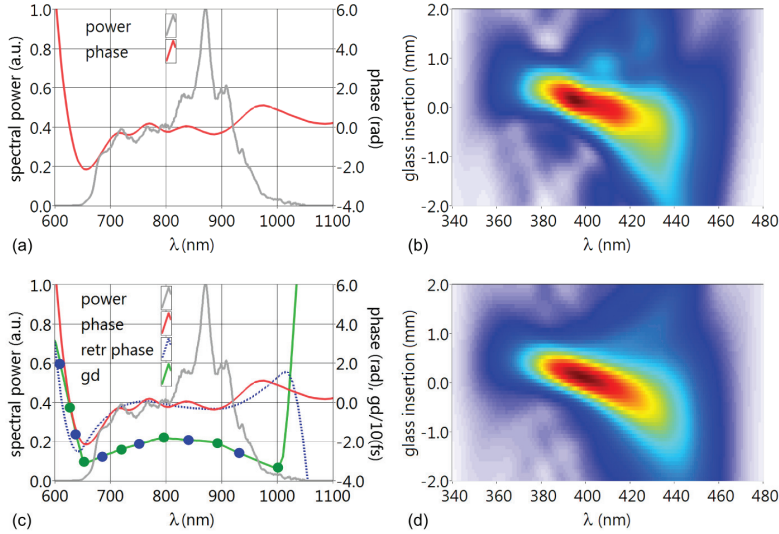 1.0
0.8
0.6
0.4
0.2
0.0
spectral power (a.u.)
power
phase
6.0
4.0
2.0
0.0
-2.0
-4.0
phase (rad)
600 700 800 900 1000 1100
λ (nm)
(a)
2.0
1.0
0.0
-1.0
-2.0
glass insertion (mm)
340 360 380 400 420 440 460 480
λ (nm)
(b)
1.0
0.8
0.6
0.4
0.2
0.0
spectral power (a.u.)
power
phase
retr phase
gd
6.0
4.0
2.0
0.0
-2.0
-4.0
phase (rad), gd/10(fs)
600 700 800 900 1000 1100
λ (nm)
(c)
2.0
1.0
0.0
-1.0
-2.0
glass insertion (mm)
340 360 380 400 420 440 460 480
λ (nm)
(d)